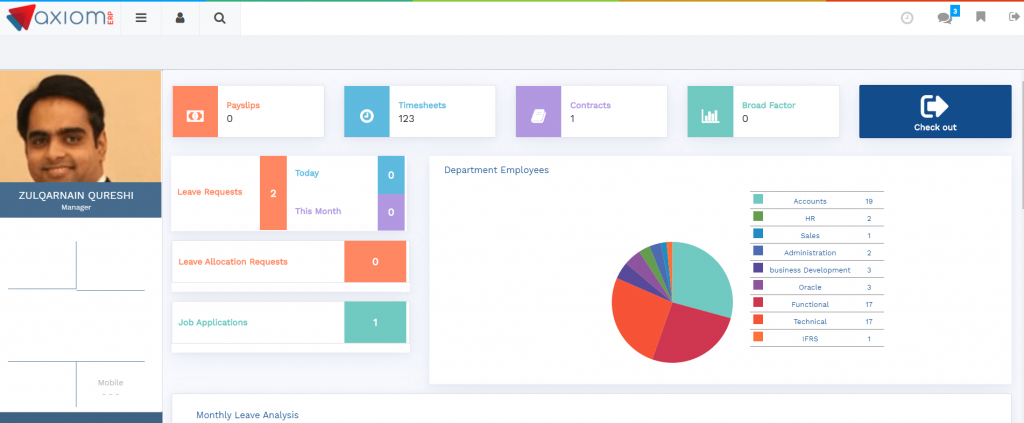 axiom ERP
3
Payslips
0
Timesheets
123
Contracts
1
Broad Factor
0
Check out
ZULQARNAIN QURESHI
Manager
Leave Requests
2
Today
0
This Month
0
Leave Allocation Requests
0
Job Applications
1
Department Employees
Accounts 19
HR 2
Sales 1
Administration 2
business Development 3
Oracle 3
Functional 17
Technical 17
IFRS 1
Mobile
- - -
Monthly Leave Analysis